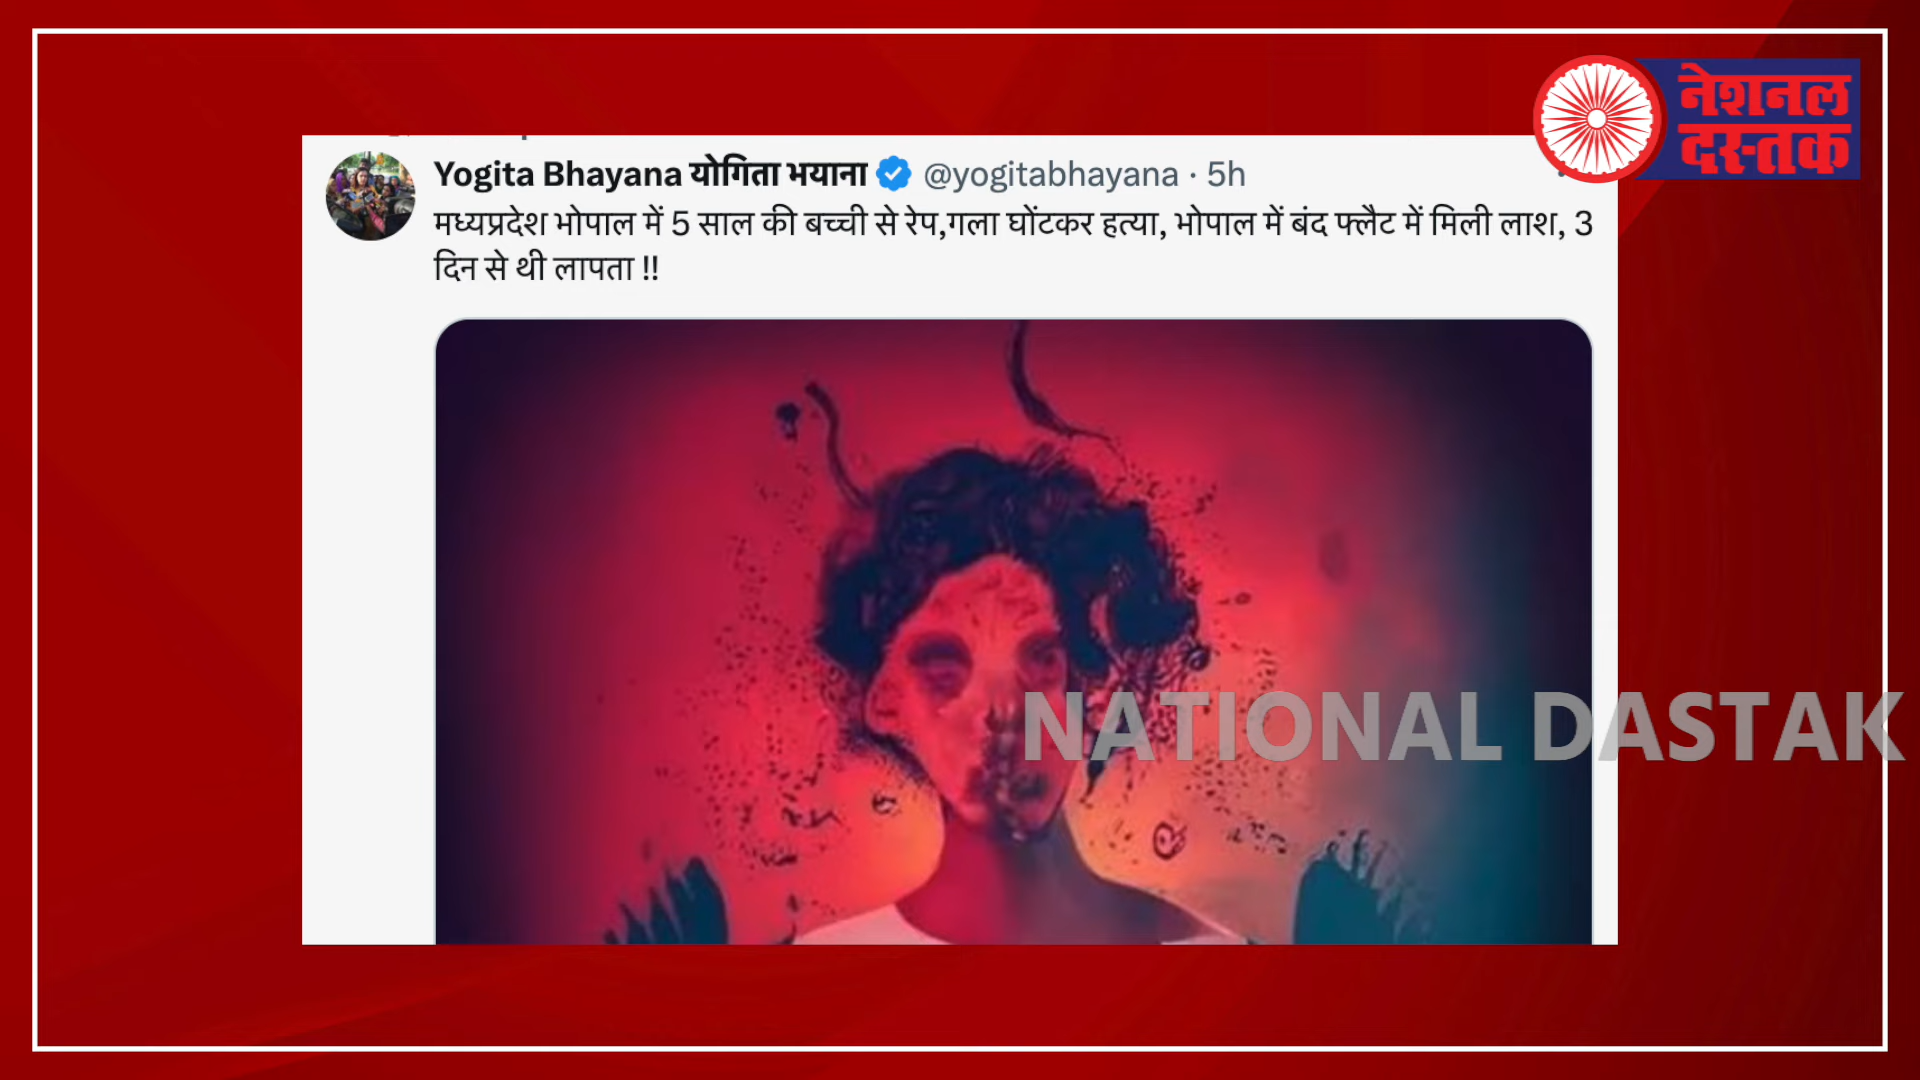 नेशनल
दस्तक
Yogita Bhayana योगिता भयाना @yogitabhayana · 5h
मध्यप्रदेश भोपाल में 5 साल की बच्ची से रेप,गला घोंटकर हत्या, भोपाल में बंद फ्लैट में मिली लाश, 3
दिन से थी लापता !!
NATIONAL DASTAK